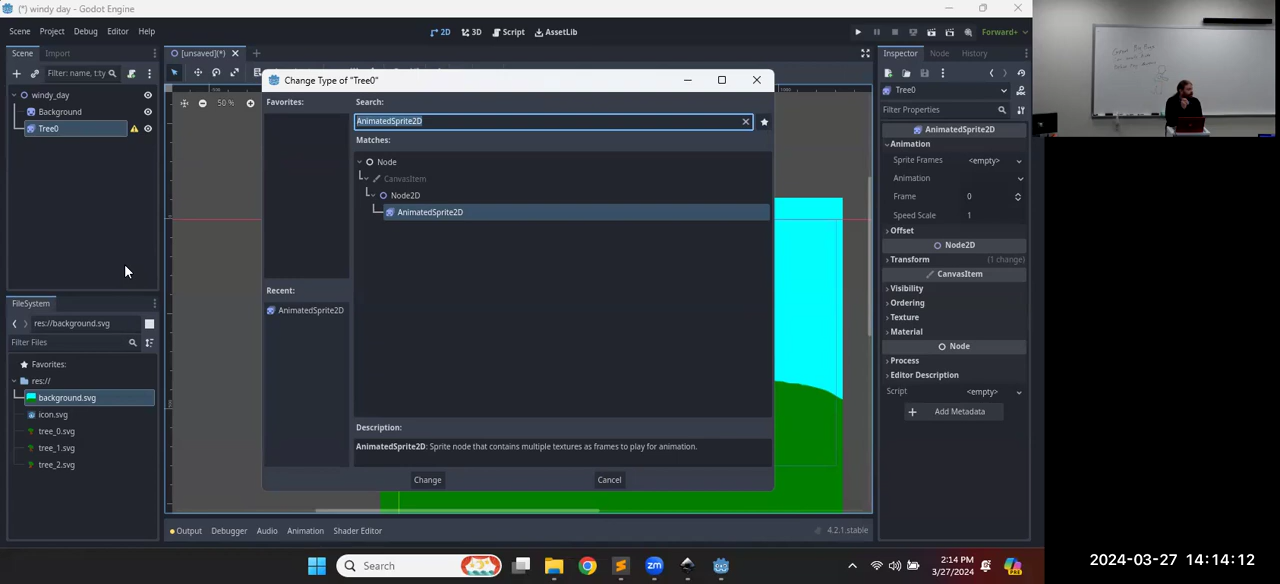 (*) windy day - Godot Engine
Scene Project Debug Editor Help
2D 3D Script AssetLib
Forward+
Scene Import
[unsaved](*)
Inspector Node History
Filter: name, t:ty
50 %
windy_day
Background
Tree0
Change Type of "Tree0"
Favorites:
Search:
AnimatedSprite2D
Matches:
Node
CanvasItem
Node2D
AnimatedSprite2D
Recent:
AnimatedSprite2D
Description:
AnimatedSprite2D: Sprite node that contains multiple textures as frames to play for animation.
Change Cancel
Tree0
Filter Properties
AnimatedSprite2D
Animation
Sprite Frames <empty>
Animation
Frame 0
Speed Scale 1
Offset
Node2D
Transform (1 change)
CanvasItem
Visibility
Ordering
Texture
Material
Node
Process
Editor Description
Script <empty>
Add Metadata
FileSystem
res://background.svg
Filter Files
Favorites:
res://
background.svg
icon.svg
tree_0.svg
tree_1.svg
tree_2.svg
Output Debugger Audio Animation Shader Editor
4.2.1.stable
Search
2:14 PM
3/27/2024
2024-03-27 14:14:12